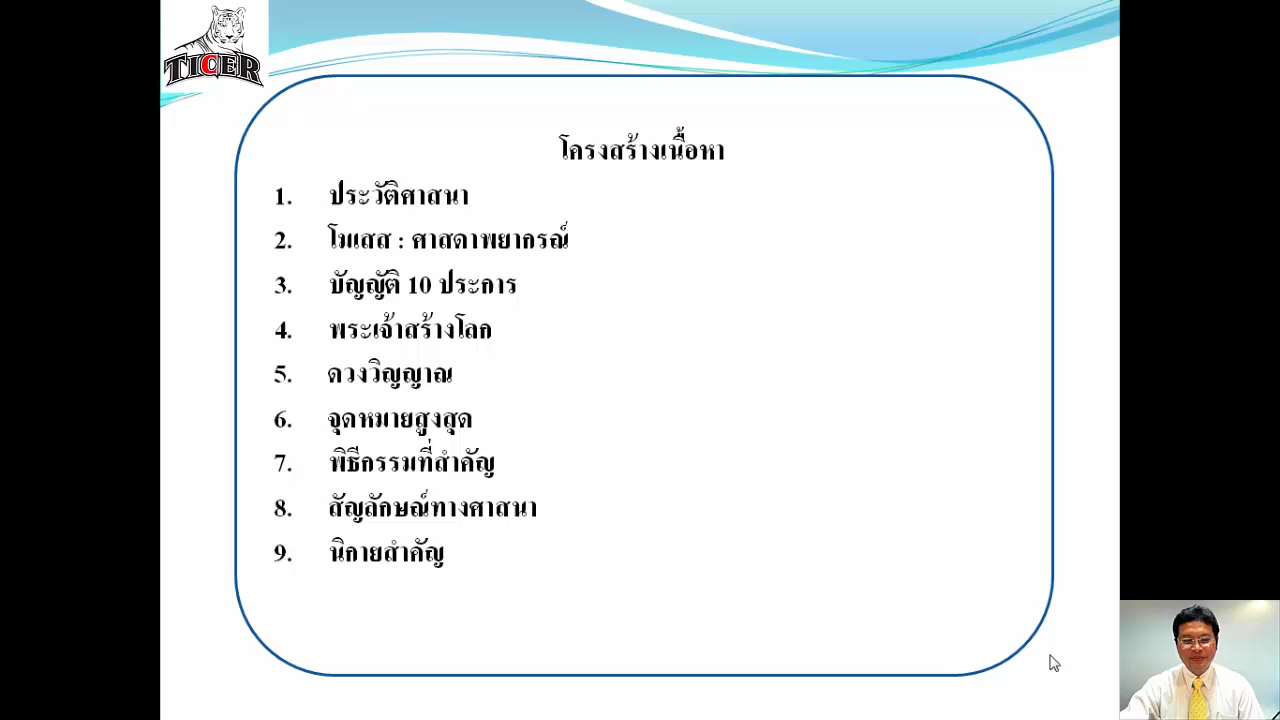 TICER
โครงสร้างเนื้อหา
1. ประวัติศาสนา
2. โมเสส : ศาสดาพยากรณ์
3. บัญญัติ 10 ประการ
4. พระเจ้าสร้างโลก
5. ดวงวิญญาณ
6. จุดหมายสูงสุด
7. พิธีกรรมที่สำคัญ
8. สัญลักษณ์ทางศาสนา
9. นิกายสำคัญ